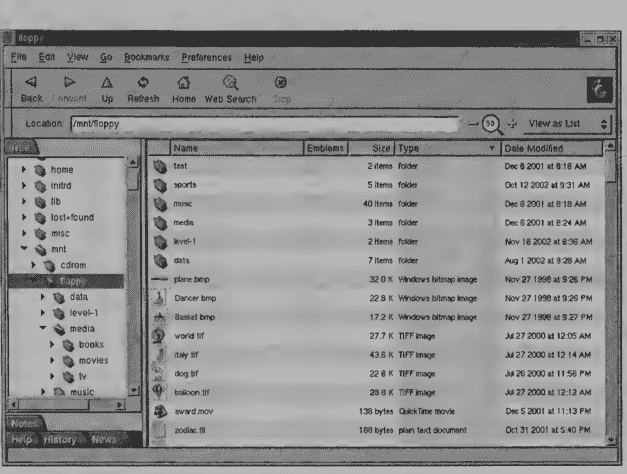 floppy
File Edit View Go Bookmarks Preferences Help
Back Forward Up Refresh Home Web Search Stop
Location: /mnt/floppy 50 View as List
Tree
home
initrd
lib
lost+found
misc
mnt
cdrom
floppy
data
level-1
media
books
movies
tv
music
Notes
Help History News
Name Emblems Size Type Date Modified
test 2 items folder Dec 6 2001 at 8:18 AM
sports 5 items folder Oct 12 2002 at 9:31 AM
music 40 items folder Dec 6 2001 at 8:18 AM
media 3 items folder Dec 6 2001 at 8:24 AM
level-1 2 items folder Nov 16 2002 at 8:36 AM
data 7 items folder Aug 1 2002 at 9:28 AM
plane.bmp 32.0 K Windows bitmap image Nov 27 1998 at 9:26 PM
Dancer.bmp 22.8 K Windows bitmap image Nov 27 1998 at 9:26 PM
Basket.bmp 17.2 K Windows bitmap image Nov 27 1998 at 9:27 PM
world.tif 27.7 K TIFF image Jul 27 2000 at 12:05 AM
italy.tif 43.6 K TIFF image Jul 27 2000 at 12:14 AM
dog.tif 22.8 K TIFF image Jul 26 2000 at 11:58 PM
balloon.tif 28.8 K TIFF image Jul 27 2000 at 12:12 AM
award.mov 138 bytes QuickTime movie Dec 5 2001 at 11:13 PM
zodiac.fil 188 bytes plain text document Oct 31 2001 at 5:40 PM